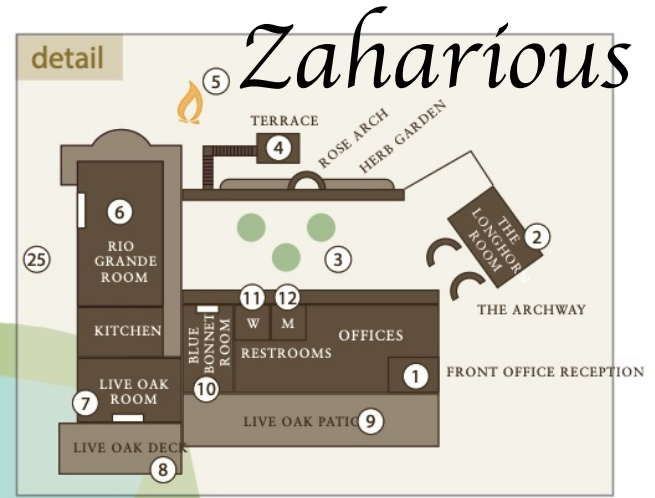 Zaharious
detail
5
TERRACE
4
ROSE ARCH
HERB GARDEN
6
RIO
GRANDE
ROOM
25
3
2
THE
LONGHOR
ROOM
THE ARCHWAY
11
12
W
M
KITCHEN
BLUE
BONNET
ROOM
10
RESTROOMS
OFFICES
1
FRONT OFFICE RECEPTION
LIVE OAK
ROOM
7
LIVE OAK PATIO
9
LIVE OAK DECK
8